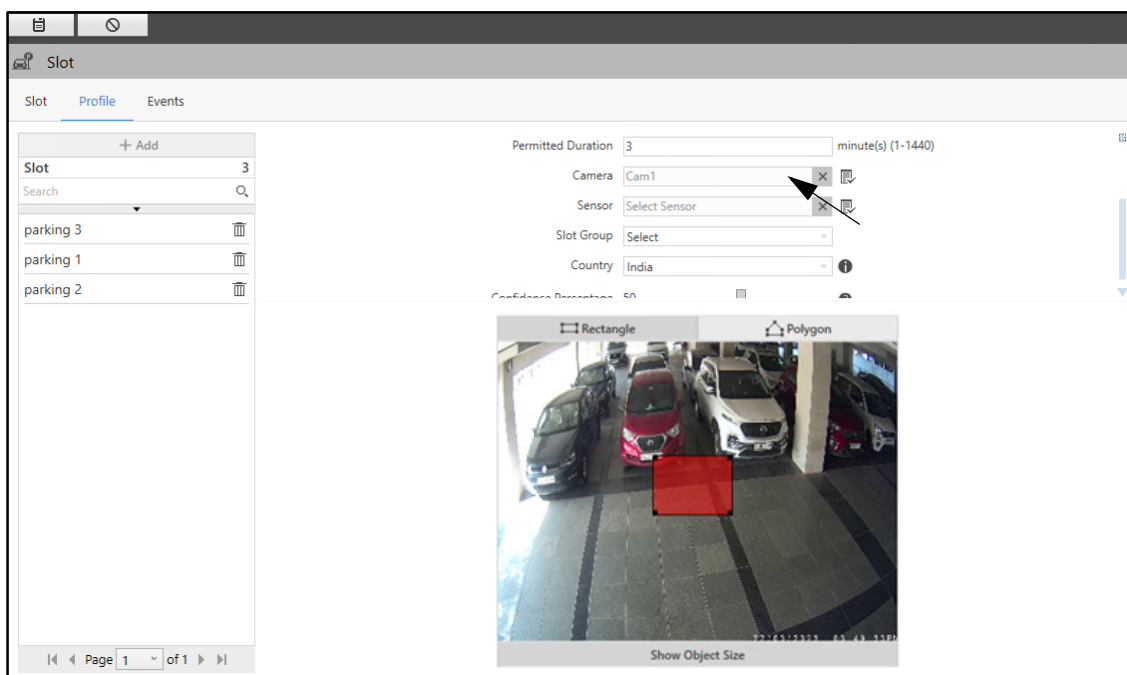 Slot
Slot Profile Events
Add
Slot 3
Search
parking 3
parking 1
parking 2
Page 1 of 1
Permitted Duration 3 minute(s) (1-1440)
Camera Cam1
Sensor Select Sensor
Slot Group Select
Country India
Confidence Percentage 50
Rectangle Polygon
Show Object Size